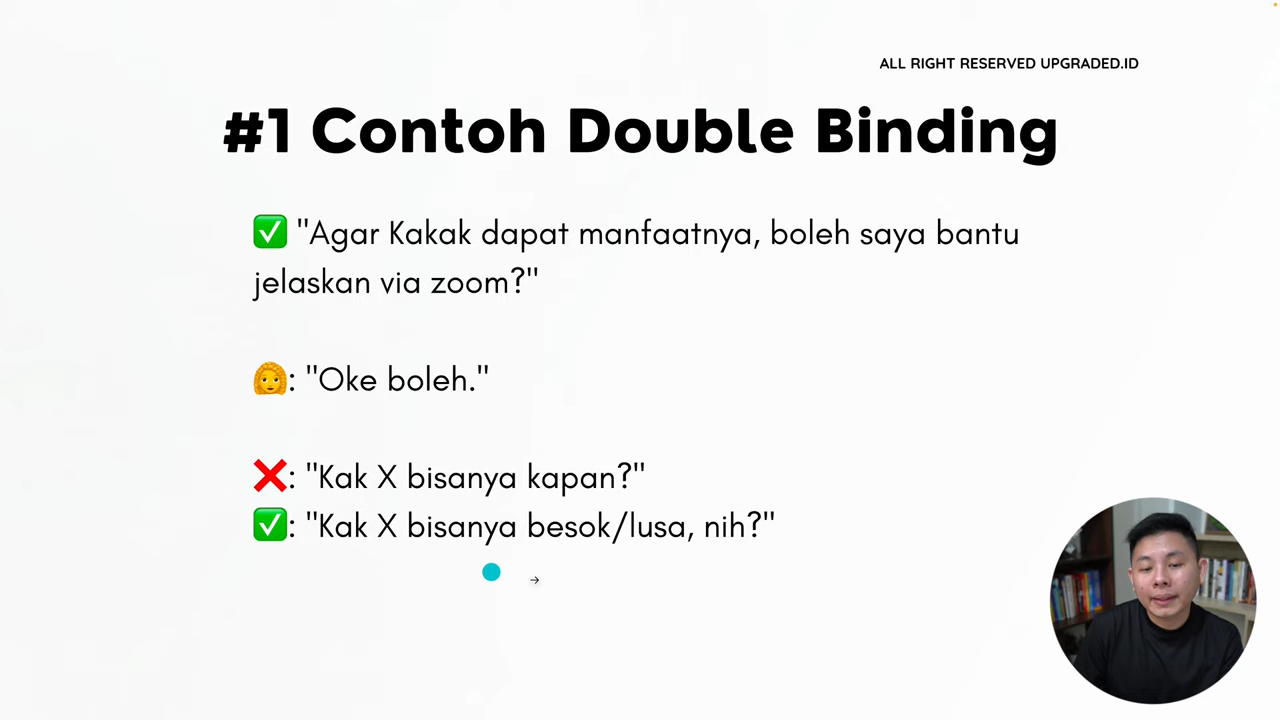 ALL RIGHT RESERVED UPGRADED.ID
#1 Contoh Double Binding
✅ "Agar Kakak dapat manfaatnya, boleh saya bantu
jelaskan via zoom?"
👩‍🦱: "Oke boleh."
❌: "Kak X bisanya kapan?"
✅: "Kak X bisanya besok/lusa, nih?"